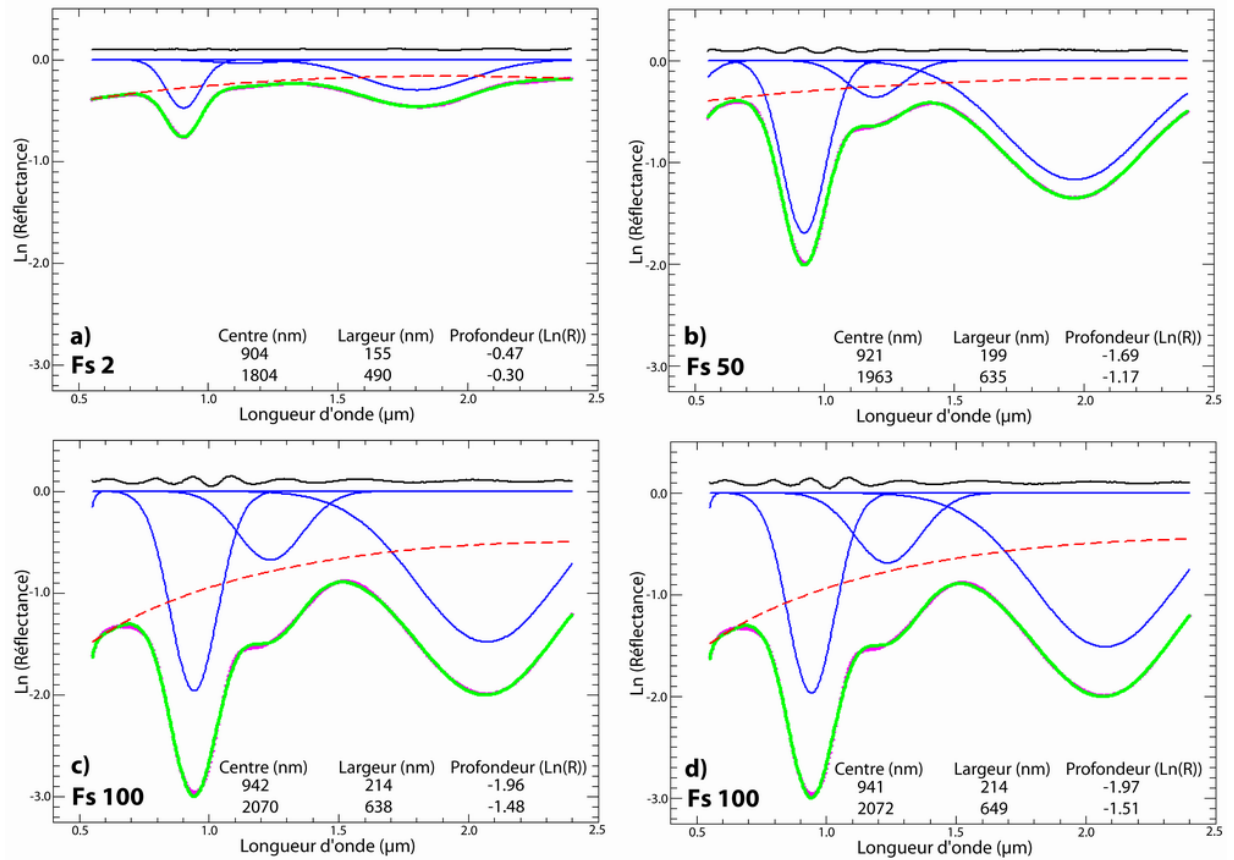 0.0
-1.0
-2.0
-3.0
Ln (Réflectance)
a)
Fs 2
Centre (nm) Largeur (nm) Profondeur (Ln(R))
904 155 -0.47
1804 490 -0.30
0.5 1.0 1.5 2.0 2.5
Longueur d'onde (µm)
0.0
-1.0
-2.0
-3.0
Ln (Réflectance)
b)
Fs 50
Centre (nm) Largeur (nm) Profondeur (Ln(R))
921 199 -1.69
1963 635 -1.17
0.5 1.0 1.5 2.0 2.5
Longueur d'onde (µm)
0.0
-1.0
-2.0
-3.0
Ln (Réflectance)
c)
Fs 100
Centre (nm) Largeur (nm) Profondeur (Ln(R))
942 214 -1.96
2070 638 -1.48
0.5 1.0 1.5 2.0 2.5
Longueur d'onde (µm)
0.0
-1.0
-2.0
-3.0
Ln (Réflectance)
d)
Fs 100
Centre (nm) Largeur (nm) Profondeur (Ln(R))
941 214 -1.97
2072 649 -1.51
0.5 1.0 1.5 2.0 2.5
Longueur d'onde (µm)